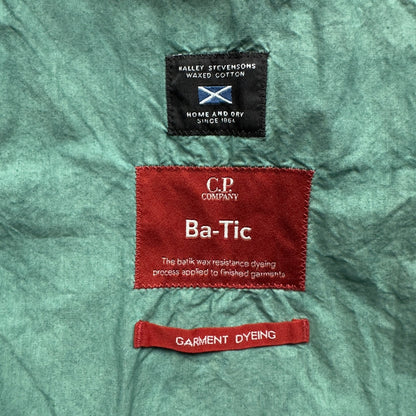 HALLEY STEVENSONS
WAXED COTTON
HOME AND DRY
SINCE 1864
C.P.
COMPANY
Ba-Tic
The batik wax resistance dyeing
process applied to finished garments
GARMENT DYEING